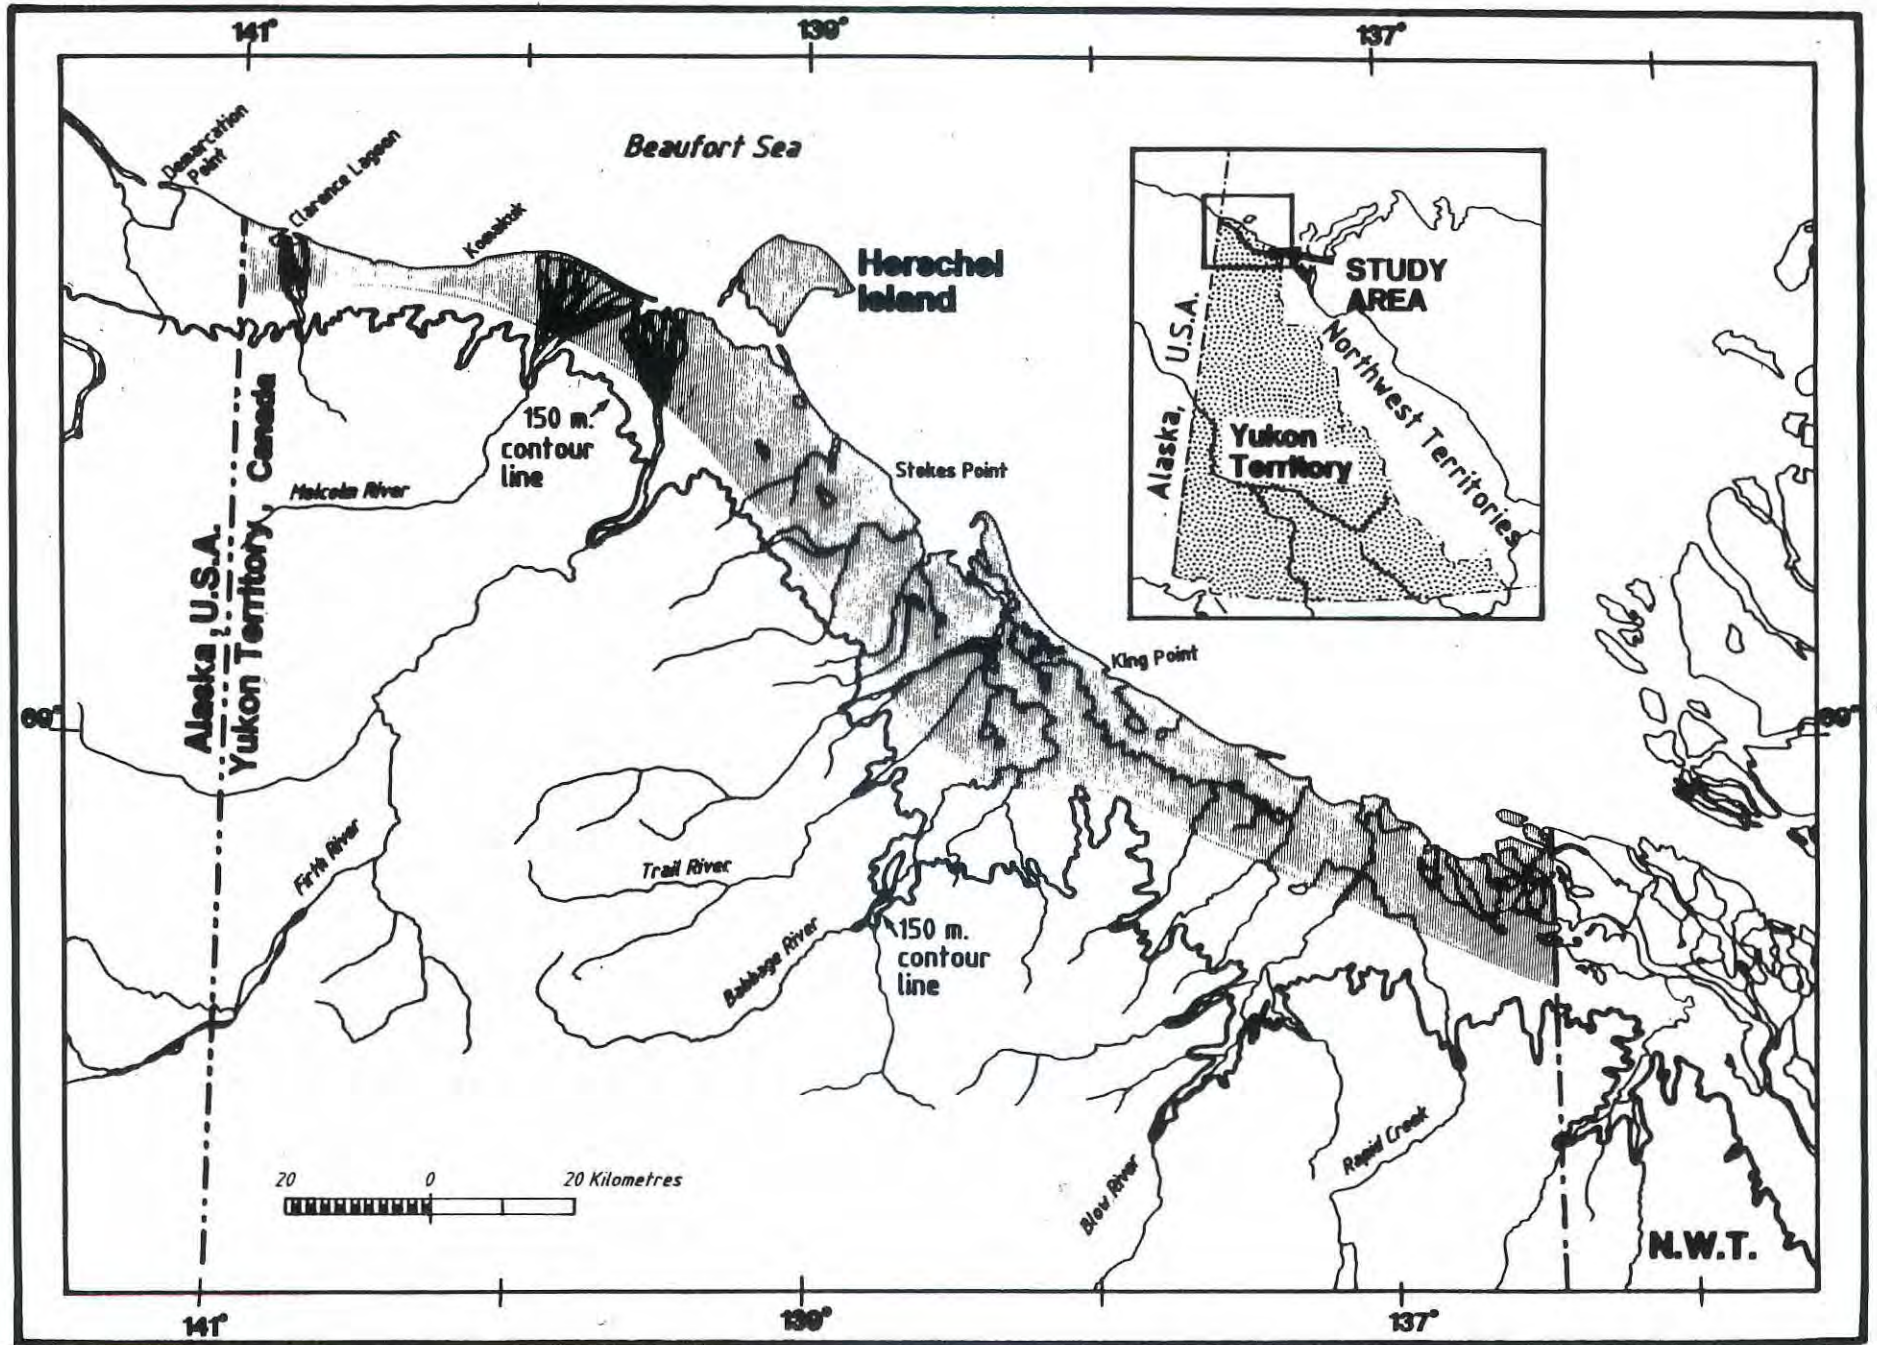 141°
139°
137°
Demarcation
Point
Clarence Lagoon
Komakuk
Beaufort Sea
Herschel
Island
STUDY
AREA
Alaska, U.S.A.
Northwest Territories
Yukon
Territory
150 m.
contour
line
Malcolm River
Stokes Point
King Point
Alaska, U.S.A.
Yukon Territory, Canada
69°
69°
Firth River
Trail River
Babbage River
150 m.
contour
line
Blow River
Rapid Creek
20 0 20 Kilometres
N.W.T.
141°
139°
137°